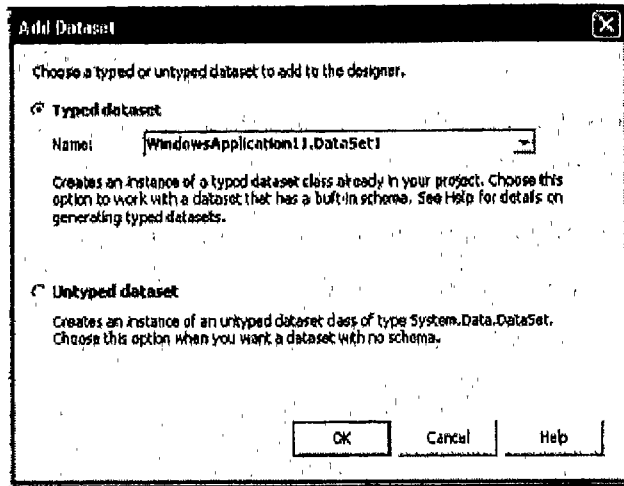 Add Dataset
Choose a typed or untyped dataset to add to the designer.
Typed dataset
Name: WindowsApplication11.DataSet1
Creates an instance of a typed dataset class already in your project. Choose this
option to work with a dataset that has a built-in schema. See Help for details on
generating typed datasets.
Untyped dataset
Creates an instance of an untyped dataset class of type System.Data.DataSet.
Choose this option when you want a dataset with no schema.
OK Cancel Help